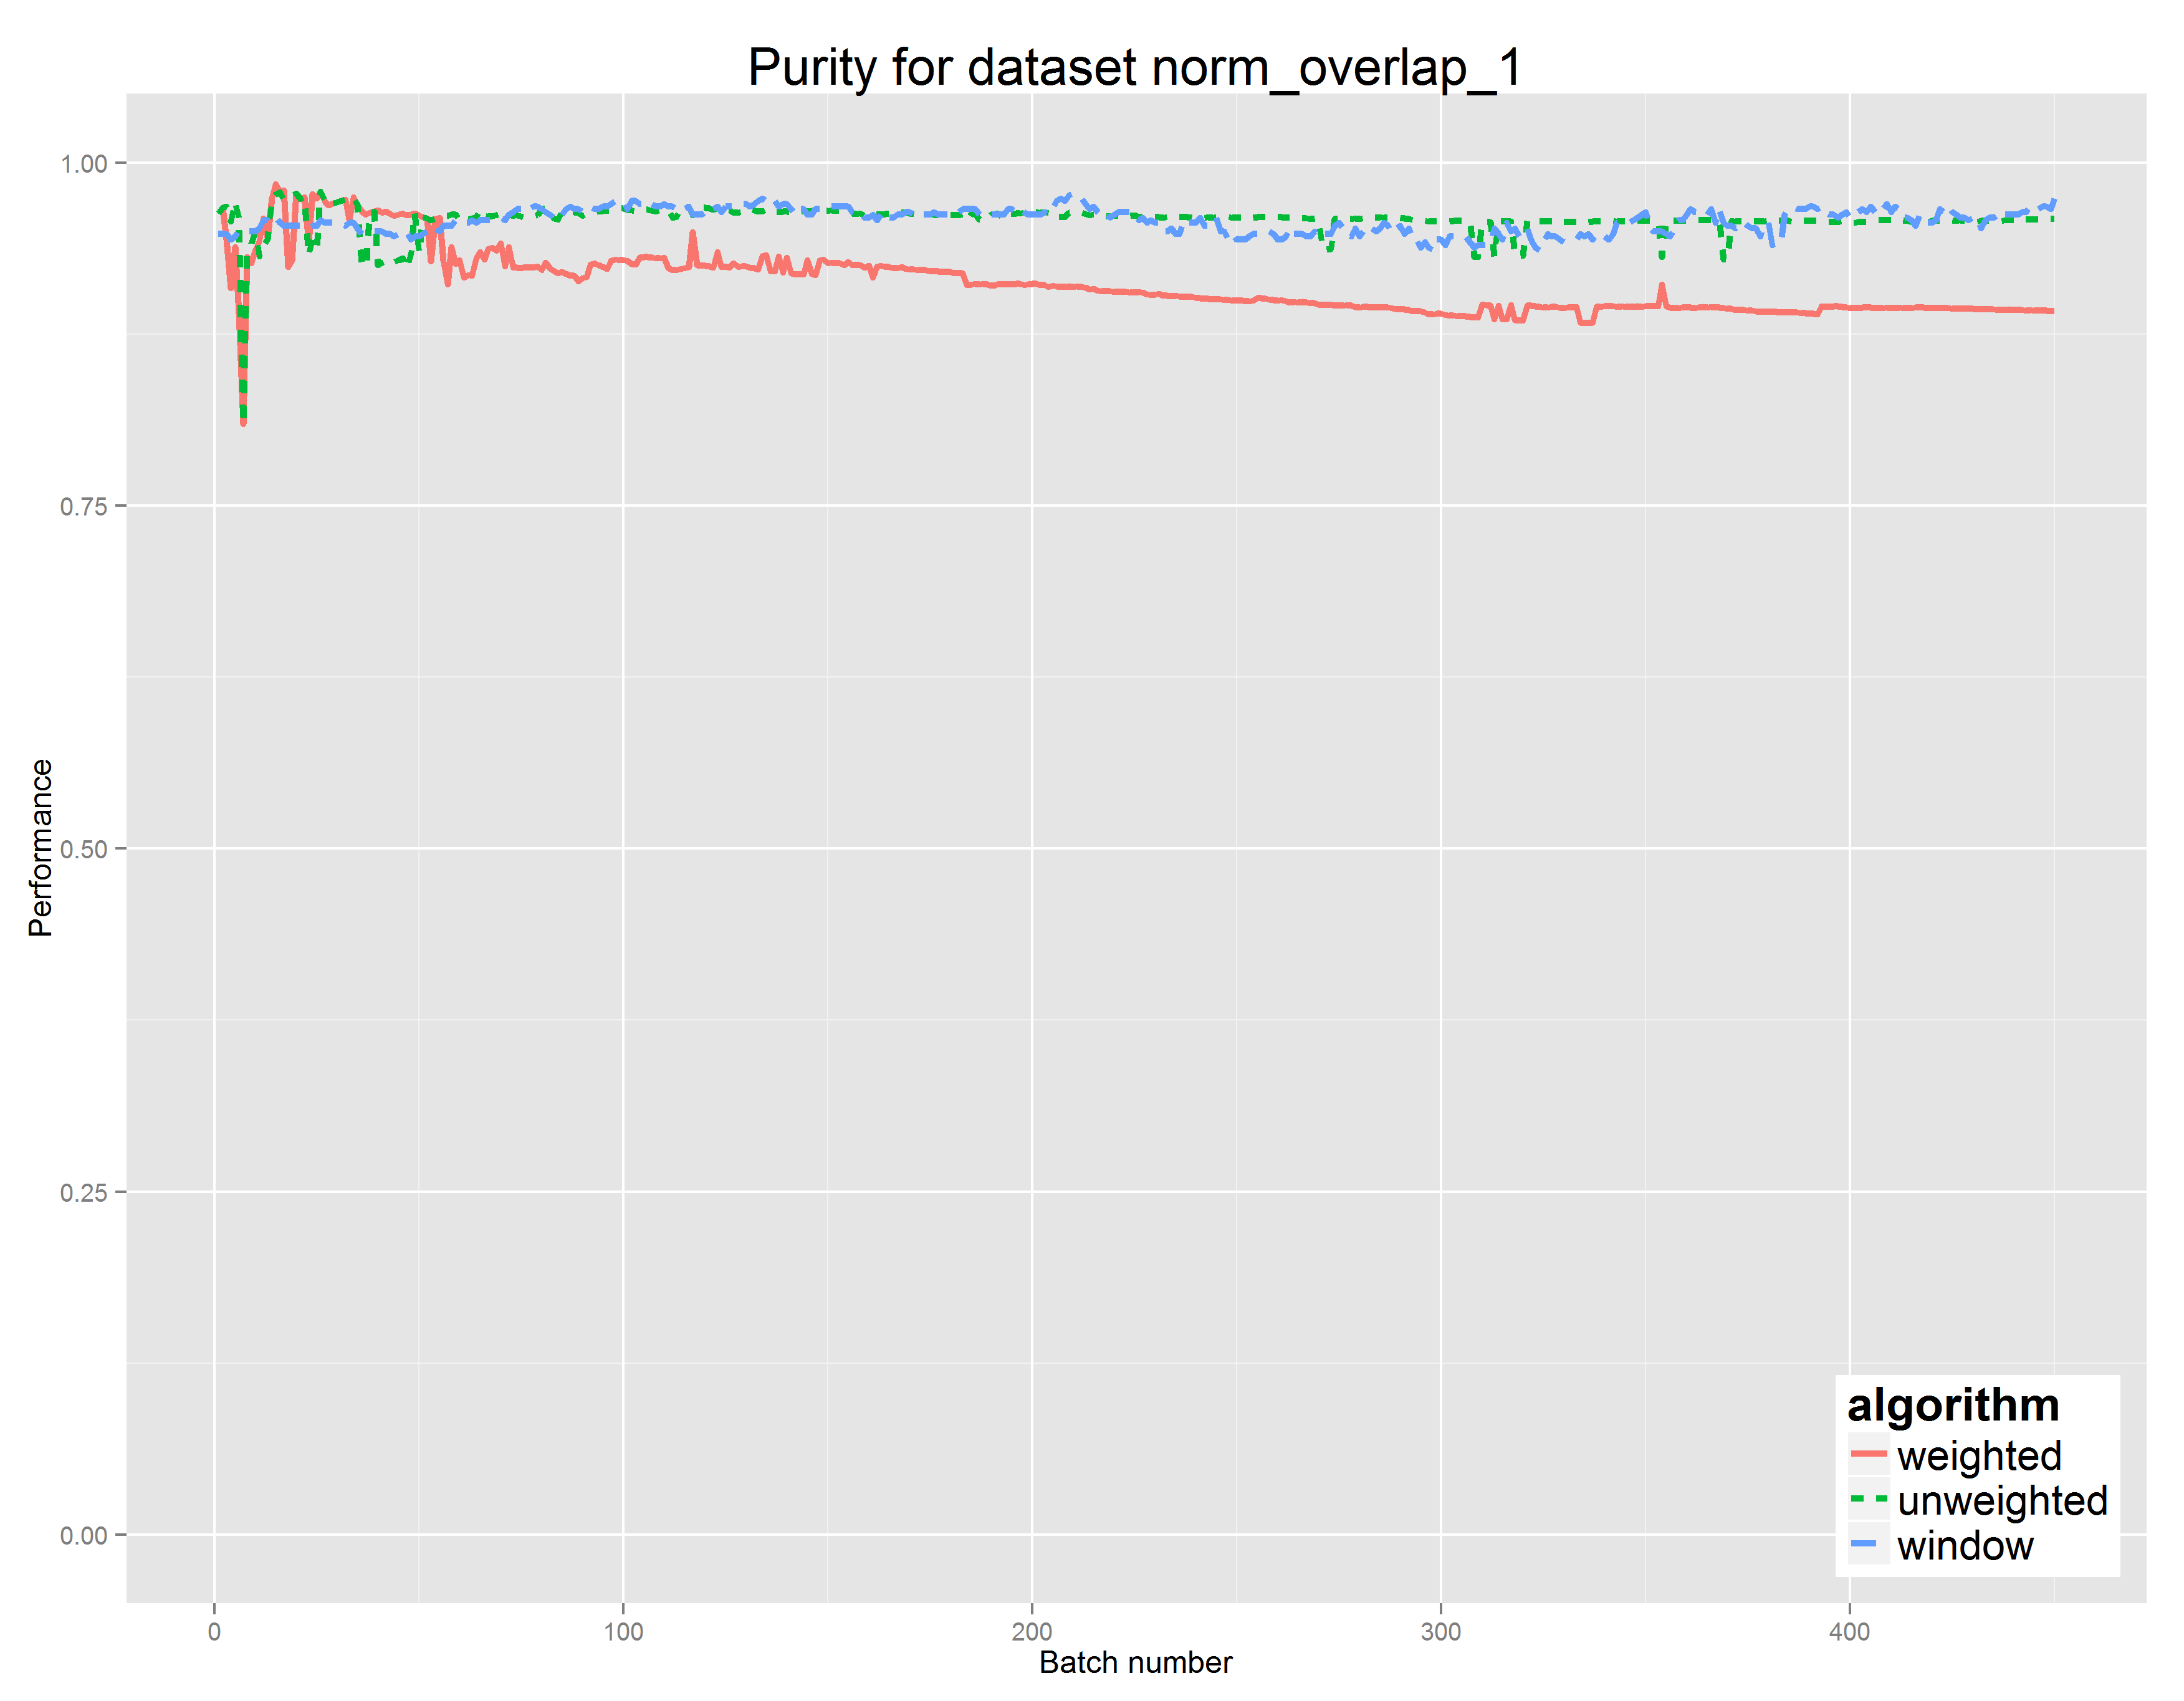 Purity for dataset norm_overlap_1
1.00
0.75
0.50
0.25
0.00
Performance
0 100 200 300 400
Batch number
algorithm
weighted
unweighted
window